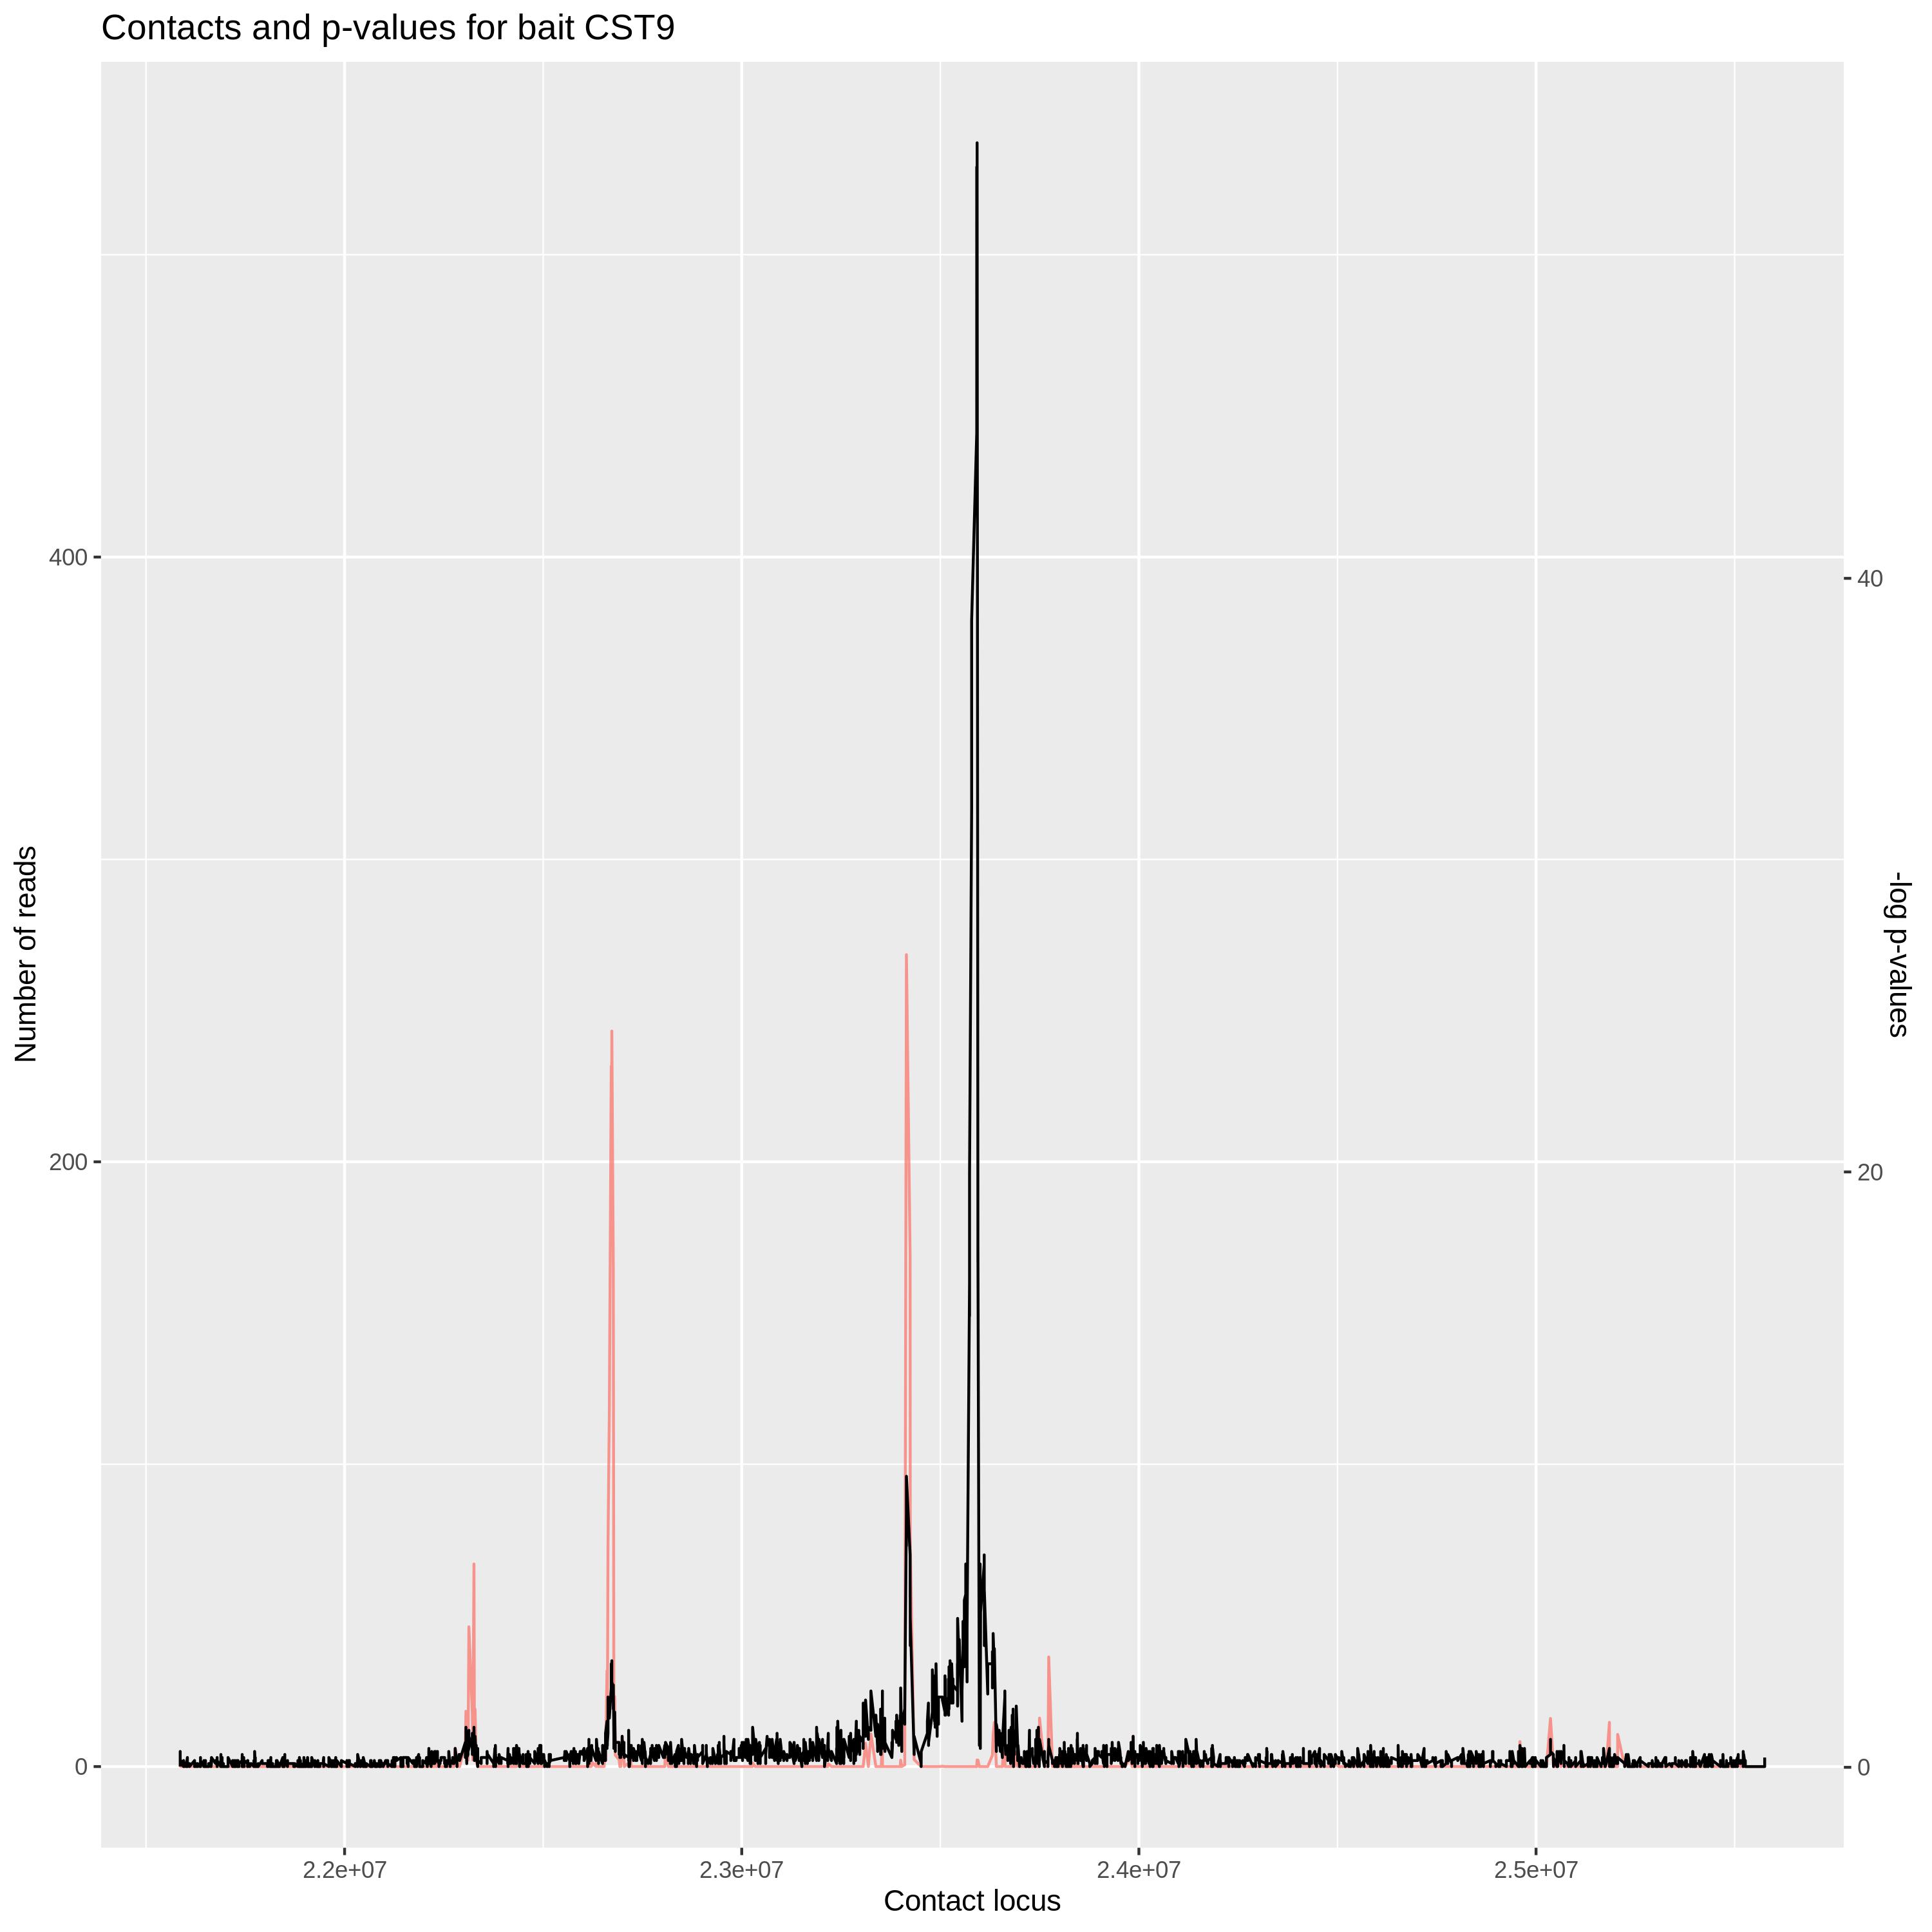 Contacts and p-values for bait CST9
Number of reads
400
200
0
40
20
0
-log p-values
2.2e+07
2.3e+07
2.4e+07
2.5e+07
Contact locus